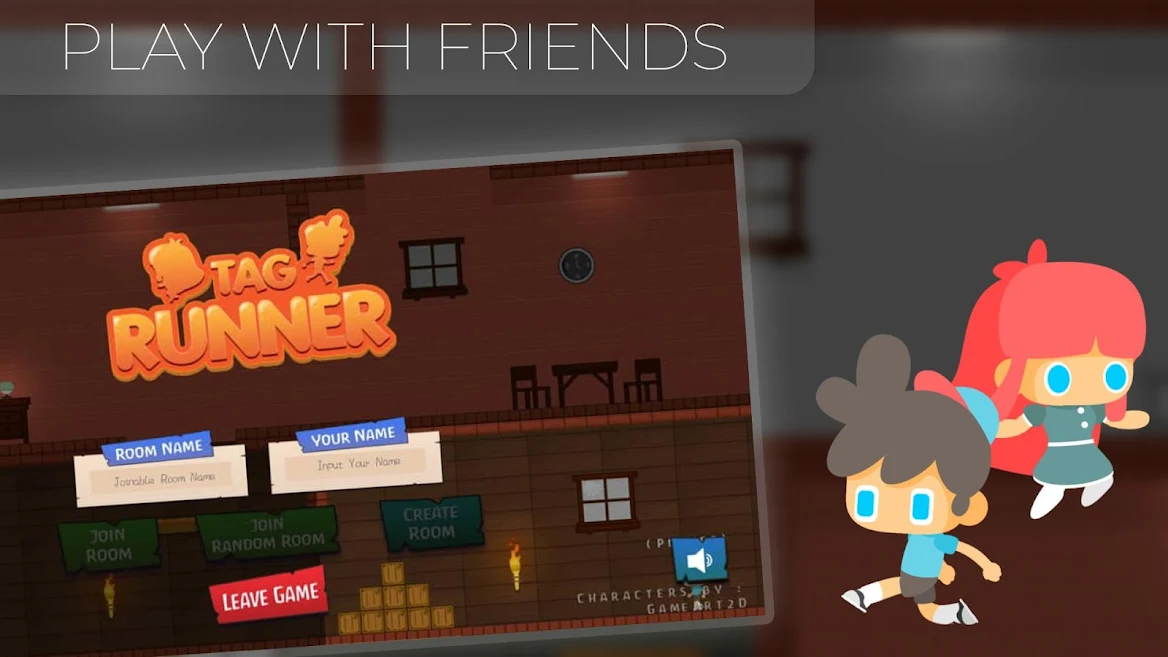 PLAY WITH FRIENDS
TAG
RUNNER
ROOM NAME
Joinable Room Name
YOUR NAME
Input Your Name
JOIN
ROOM
JOIN
RANDOM ROOM
CREATE
ROOM
LEAVE GAME
CHARACTERS BY :
GAMEART2D